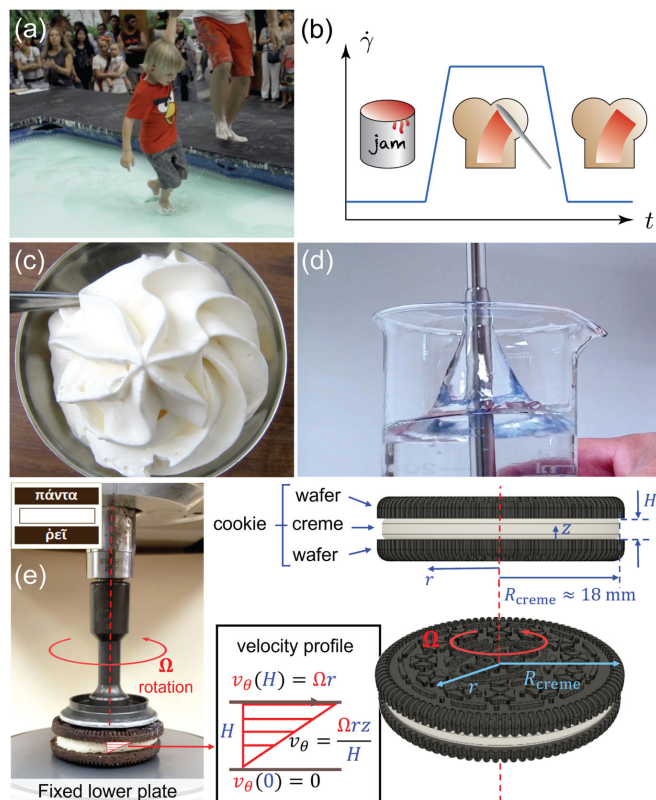 (a)
(b)
γ̇
jam
t
(c)
(d)
πάντα
ῥεῖ
(e)
Ω
rotation
Fixed lower plate
velocity profile
v_θ(H) = Ωr
H
v_θ = Ωrz/H
v_θ(0) = 0
wafer
cookie
creme
wafer
z
H
r
R_creme ≈ 18 mm
Ω
r
R_creme